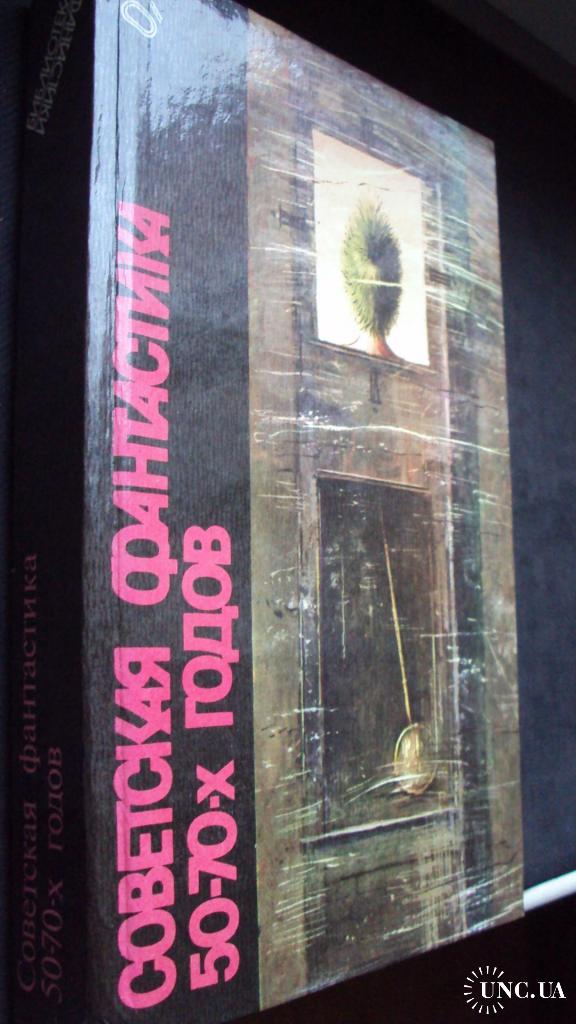 СОВЕТСКАЯ ФАНТАСТИКА
50-70-х ГОДОВ
Советская фантастика
50-70-х годов
UNC.UA